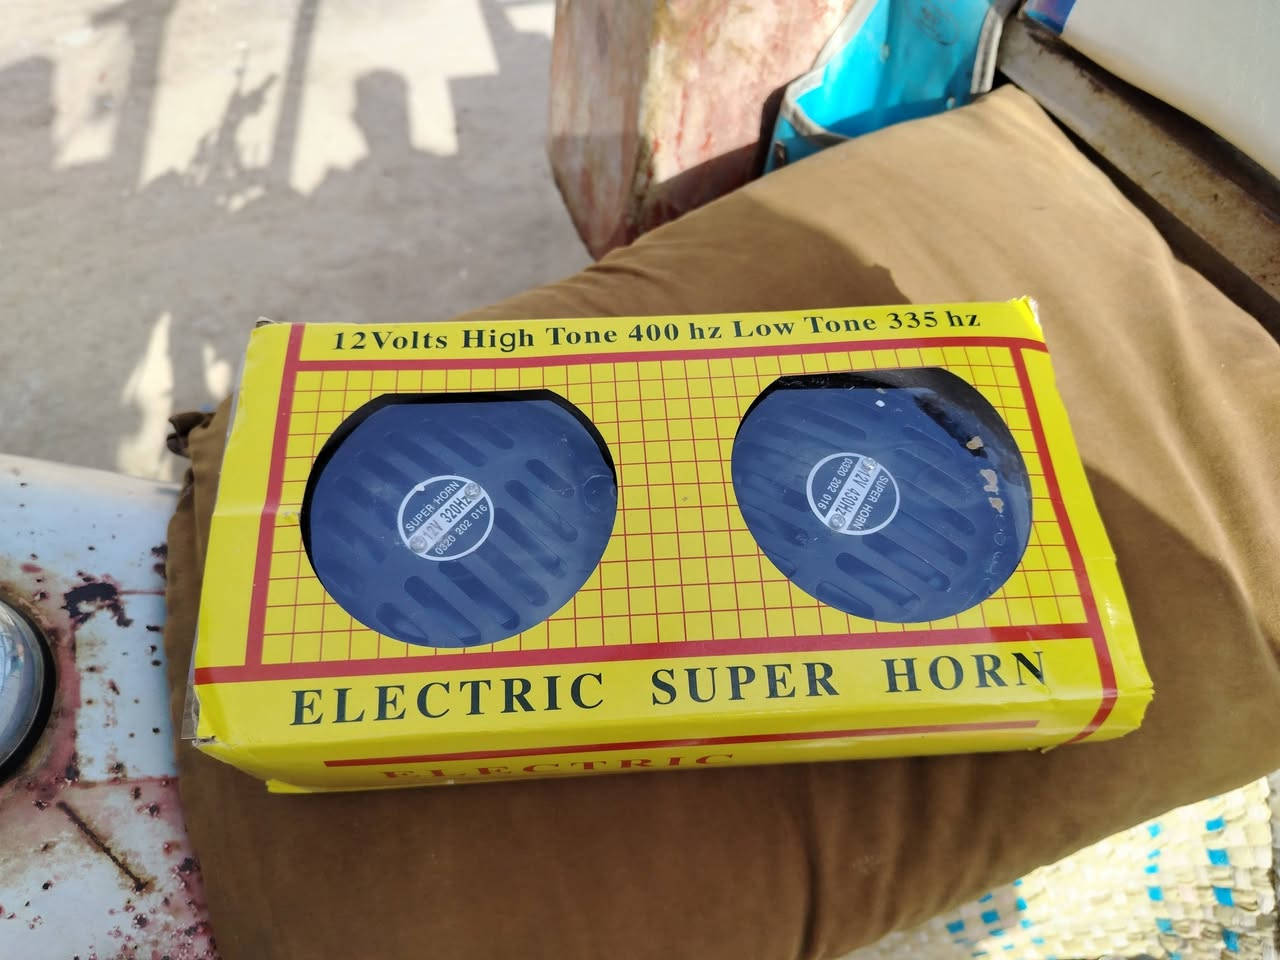 12Volts High Tone 400 hz Low Tone 335 hz
SUPER HORN
12V 320Hz
0320 202 016
SUPER HORN
12V 430Hz
0320 202 016
ELECTRIC SUPER HORN
ELECTRIC